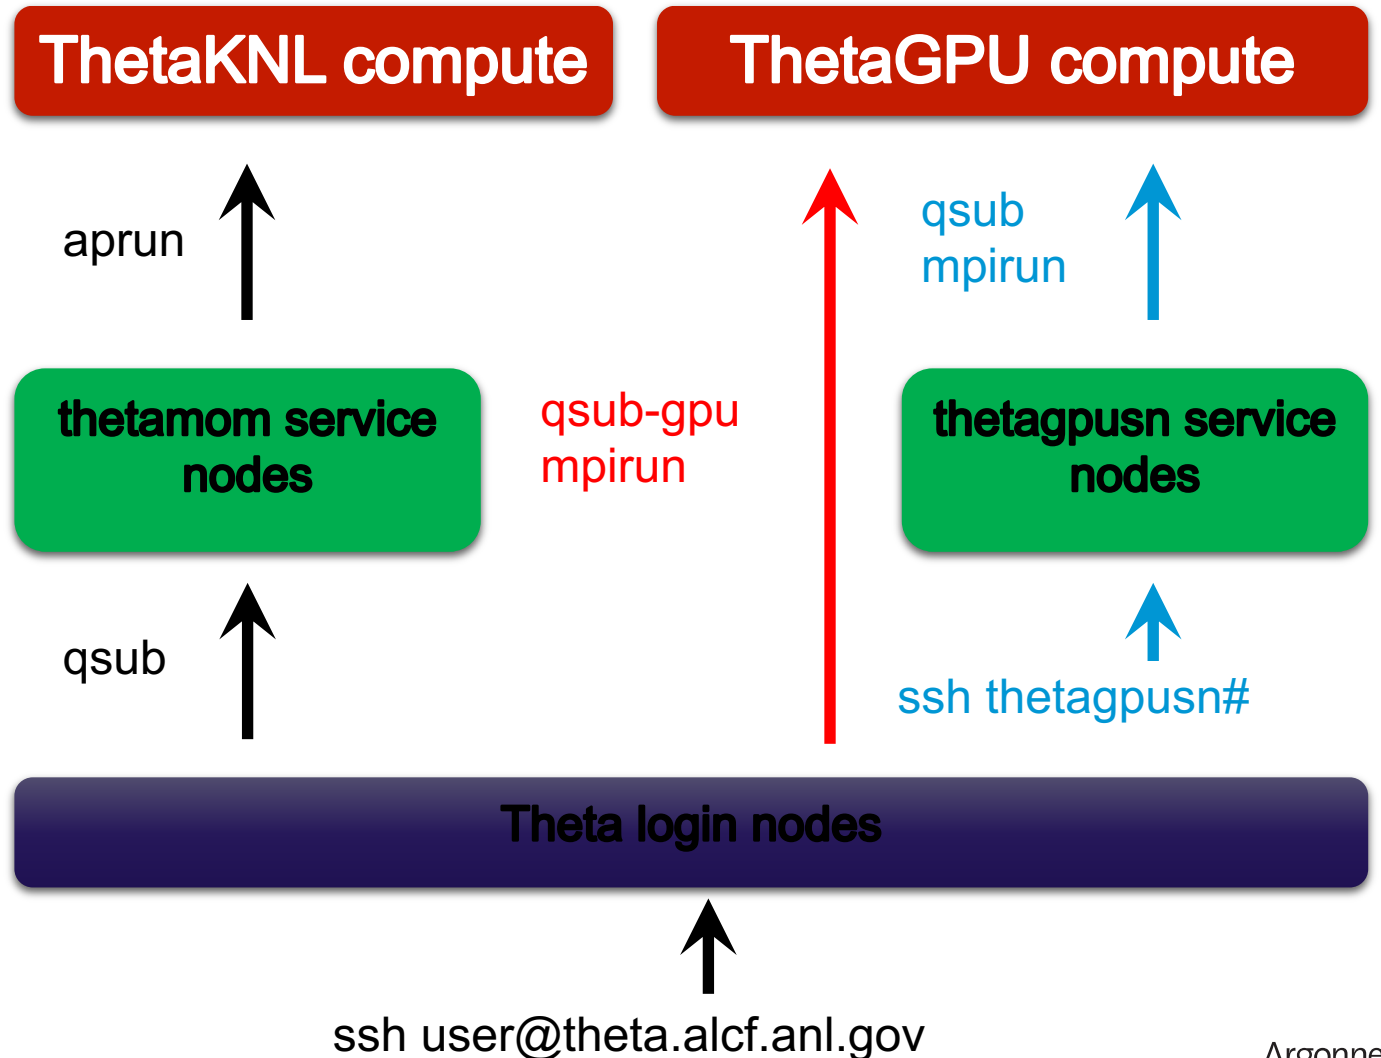 ThetaKNL compute
ThetaGPU compute
aprun
qsub
mpirun
thetamom service
nodes
qsub-gpu
mpirun
thetagpusn service
nodes
qsub
ssh thetagpusn#
Theta login nodes
ssh user@theta.alcf.anl.gov
Argonne